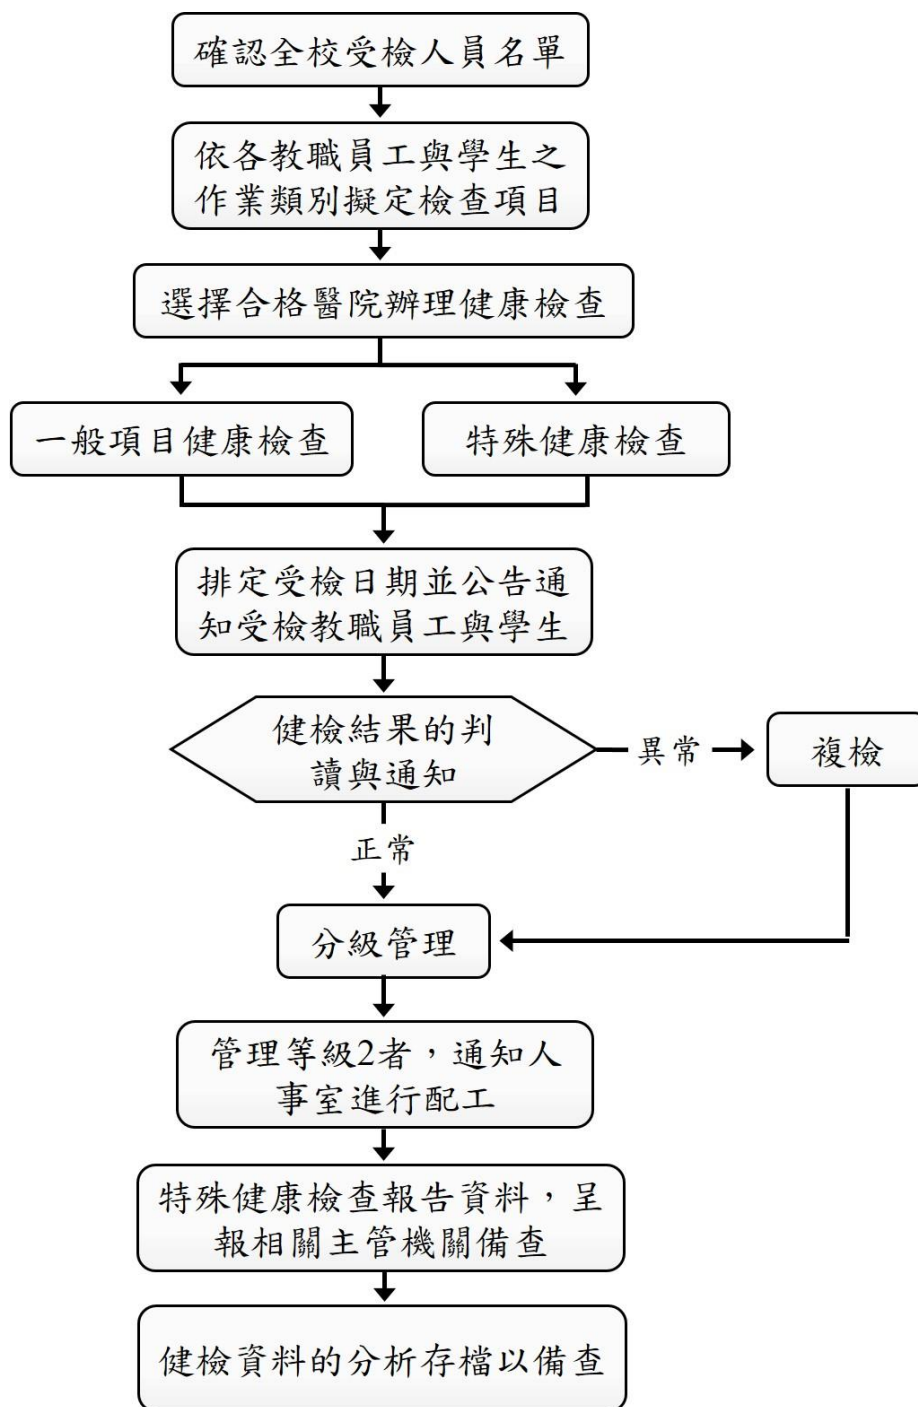 確認全校受檢人員名單
依各教職員工與學生之
作業類別擬定檢查項目
選擇合格醫院辦理健康檢查
一般項目健康檢查
特殊健康檢查
排定受檢日期並公告通
知受檢教職員工與學生
健檢結果的判
讀與通知
異常
複檢
正常
分級管理
管理等級2者，通知人
事室進行配工
特殊健康檢查報告資料，呈
報相關主管機關備查
健檢資料的分析存檔以備查